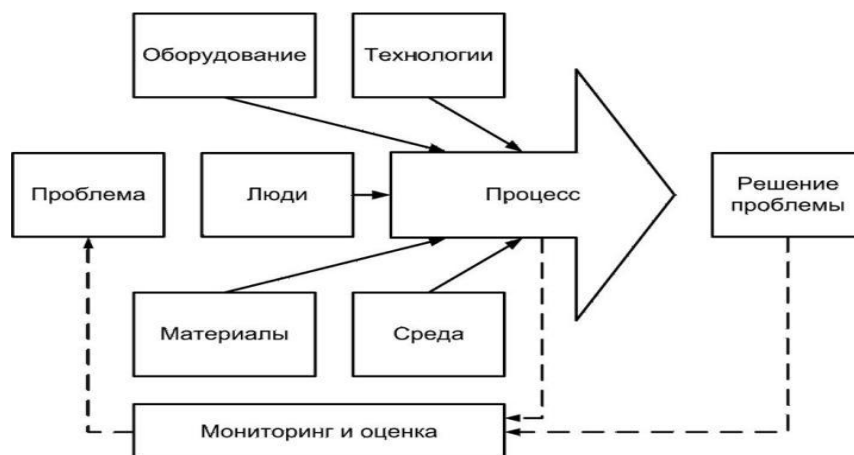 Оборудование
Технологии
Проблема
Люди
Процесс
Решение
проблемы
Материалы
Среда
Мониторинг и оценка